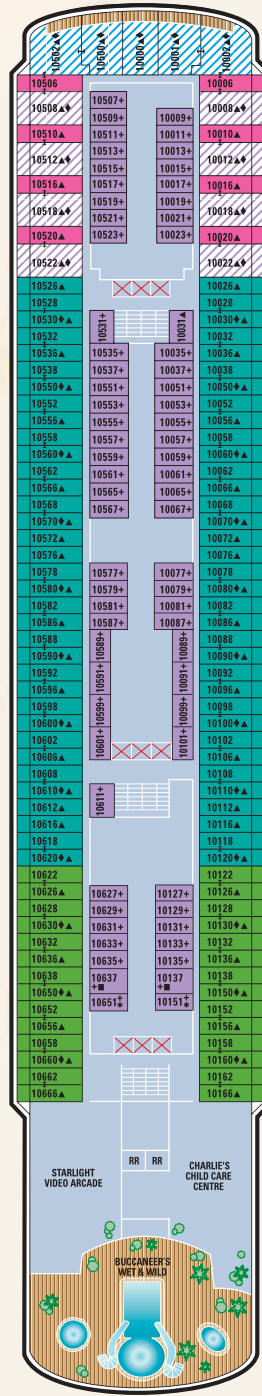 10502▲♦ 10500▲♦ 10000▲♦ 10001▲♦ 10002▲♦
10506 10006
10508▲♦ 10507+ 10008▲♦
10509+ 10009+
10510▲ 10511+ 10011+ 10010▲
10512▲♦ 10513+ 10013+ 10012▲♦
10515+ 10015+
10516▲ 10517+ 10017+ 10016▲
10518▲♦ 10519+ 10019+ 10018▲♦
10521+ 10021+
10520▲ 10523+ 10023+ 10020▲
10522▲♦ 10022▲♦
10526▲ 10026▲
10528 10028
10530♦▲ 10531+ 10031▲ 10030♦▲
10532 10032
10536▲ 10535+ 10035+ 10036▲
10538 10537+ 10037+ 10038
10550♦▲ 10551+ 10051+ 10050♦▲
10552 10553+ 10053+ 10052
10556▲ 10555+ 10055+ 10056▲
10558 10557+ 10057+ 10058
10560♦▲ 10559+ 10059+ 10060♦▲
10562 10561+ 10061+ 10062
10566▲ 10565+ 10065+ 10066▲
10568 10567+ 10067+ 10068
10570♦▲ 10070♦▲
10572▲ 10072▲
10576▲ 10076▲
10578 10577+ 10077+ 10078
10580♦▲ 10579+ 10079+ 10080♦▲
10582 10581+ 10081+ 10082
10586▲ 10587+ 10087+ 10086▲
10588 10589+ 10089+ 10088
10590♦▲ 10090♦▲
10592 10591+ 10091+ 10092
10596▲ 10096▲
10598 10599+ 10099+ 10098
10600♦▲ 10100♦▲
10602 10601+ 10101+ 10102
10606▲ 10106▲
10608 10108
10610♦▲ 10611+ 10110♦▲
10612▲ 10112▲
10616▲ 10116▲
10618 10118
10620♦▲ 10120♦▲
10622 10122
10626▲ 10627+ 10127+ 10126▲
10628 10629+ 10129+ 10128
10630♦▲ 10631+ 10131+ 10130♦▲
10632 10633+ 10133+ 10132
10636▲ 10635+ 10135+ 10136▲
10638 10637+■ 10137+■ 10138
10650♦▲ 10651‡* 10151‡* 10150♦▲
10652 10152
10656▲ 10156▲
10658 10158
10660♦▲ 10160♦▲
10662 10162
10666▲ 10166▲
RR RR
STARLIGHT
VIDEO ARCADE
CHARLIE'S
CHILD CARE
CENTRE
BUCCANEER'S
WET & WILD